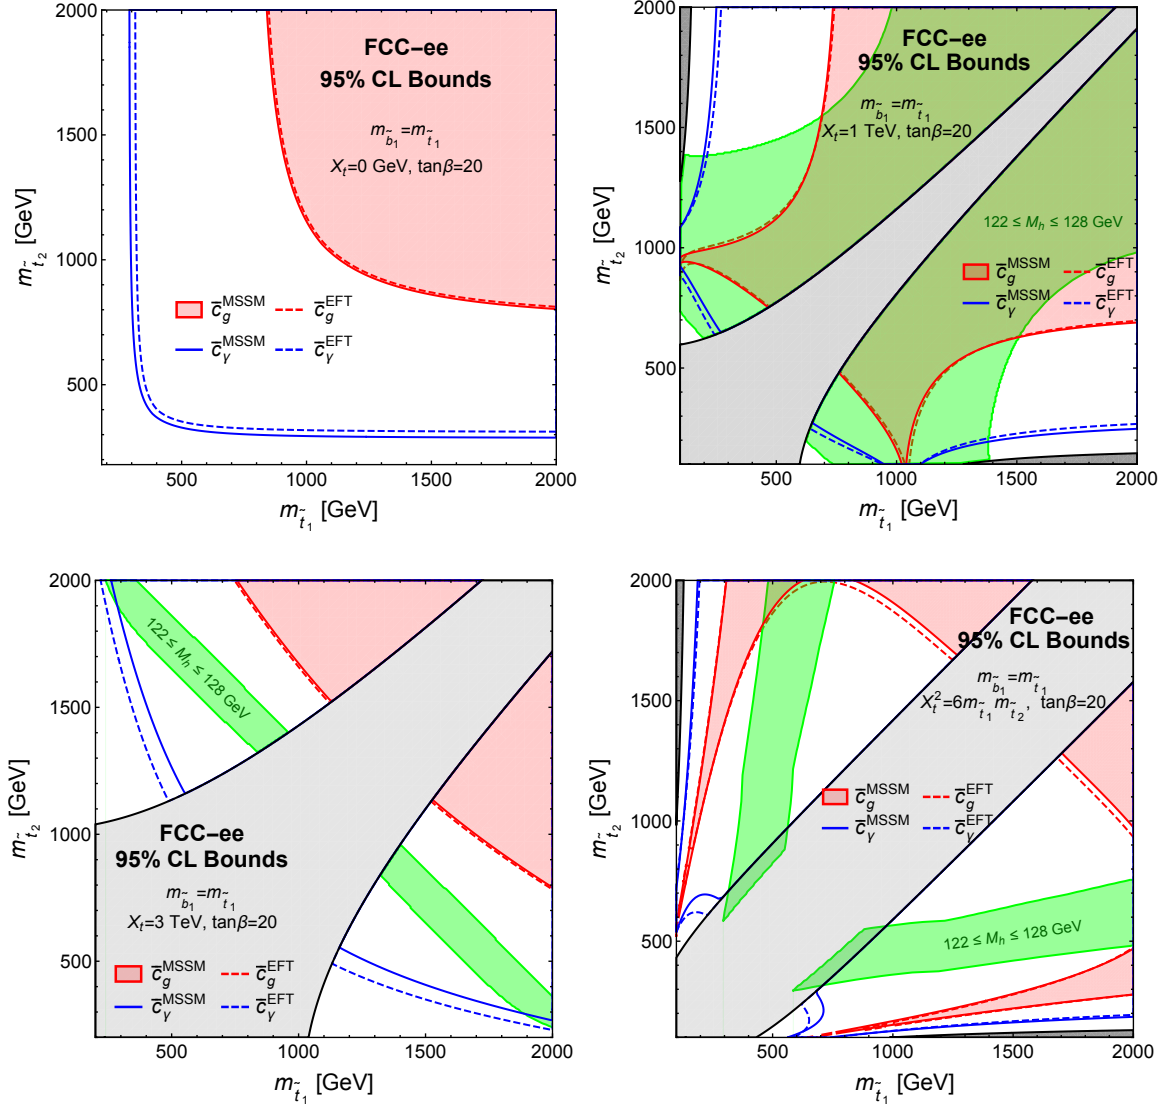 2000
1500
1000
500
500
1000
1500
2000
m_t̃2 [GeV]
m_t̃1 [GeV]
FCC-ee
95% CL Bounds
m_b̃1=m_t̃1
X_t=0 GeV, tanβ=20
c̄_g^MSSM c̄_g^EFT
c̄_γ^MSSM c̄_γ^EFT
2000
1500
1000
500
500
1000
1500
2000
m_t̃2 [GeV]
m_t̃1 [GeV]
FCC-ee
95% CL Bounds
m_b̃1=m_t̃1
X_t=1 TeV, tanβ=20
122 ≤ M_h ≤ 128 GeV
c̄_g^MSSM c̄_g^EFT
c̄_γ^MSSM c̄_γ^EFT
2000
1500
1000
500
500
1000
1500
2000
m_t̃2 [GeV]
m_t̃1 [GeV]
122 ≤ M_h ≤ 128 GeV
FCC-ee
95% CL Bounds
m_b̃1=m_t̃1
X_t=3 TeV, tanβ=20
c̄_g^MSSM c̄_g^EFT
c̄_γ^MSSM c̄_γ^EFT
2000
1500
1000
500
500
1000
1500
2000
m_t̃2 [GeV]
m_t̃1 [GeV]
FCC-ee
95% CL Bounds
m_b̃1=m_t̃1
X_t^2=6m_t̃1 m_t̃2, tanβ=20
c̄_g^MSSM c̄_g^EFT
c̄_γ^MSSM c̄_γ^EFT
122 ≤ M_h ≤ 128 GeV